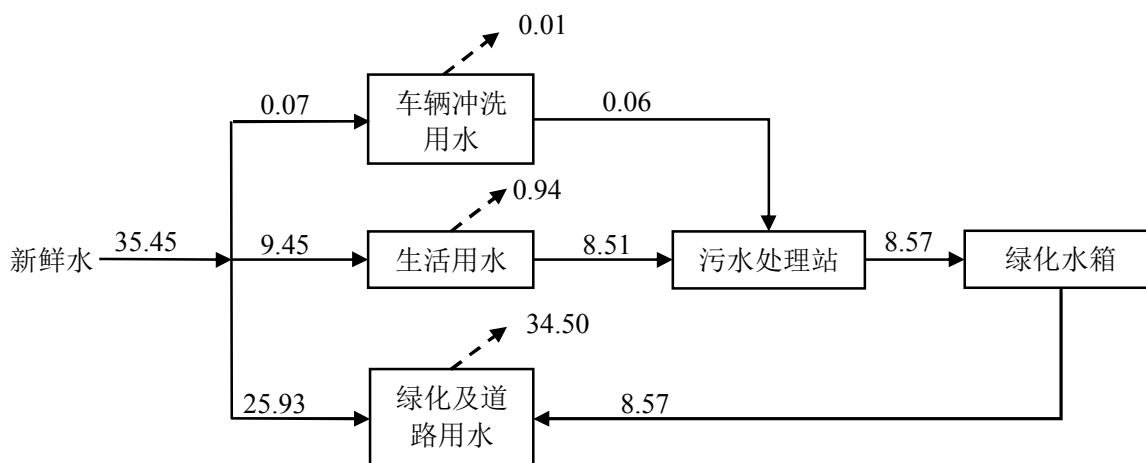 0.01
0.07
车辆冲洗
用水
0.06
0.94
新鲜水
35.45
9.45
生活用水
8.51
污水处理站
8.57
绿化水箱
34.50
25.93
绿化及道
路用水
8.57